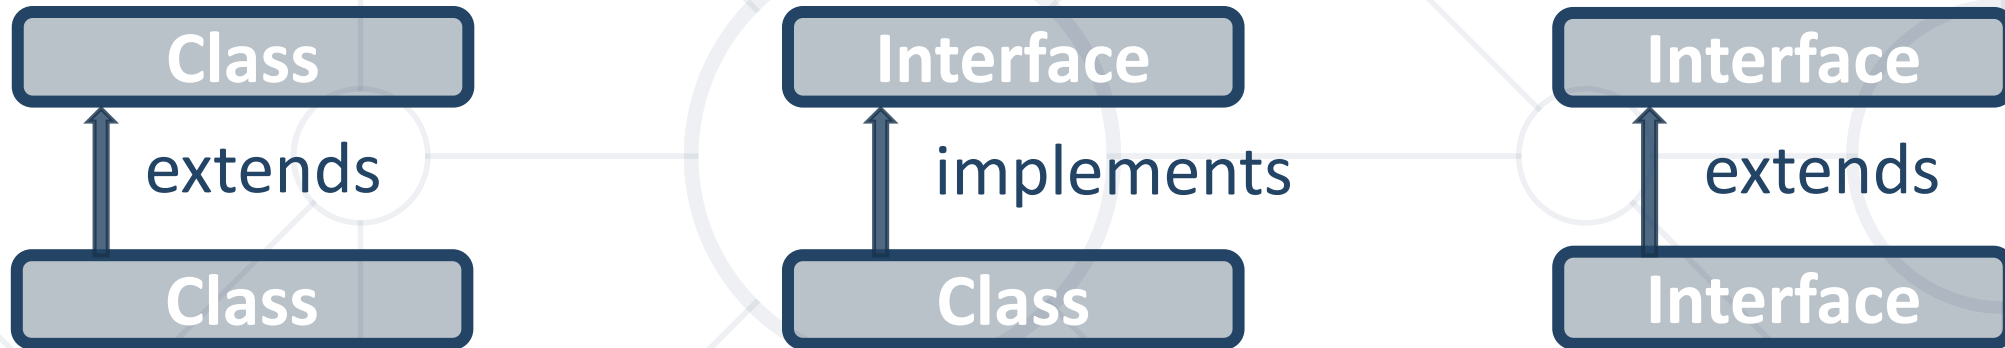 Class Interface Interface
extends implements extends
Class Class Interface